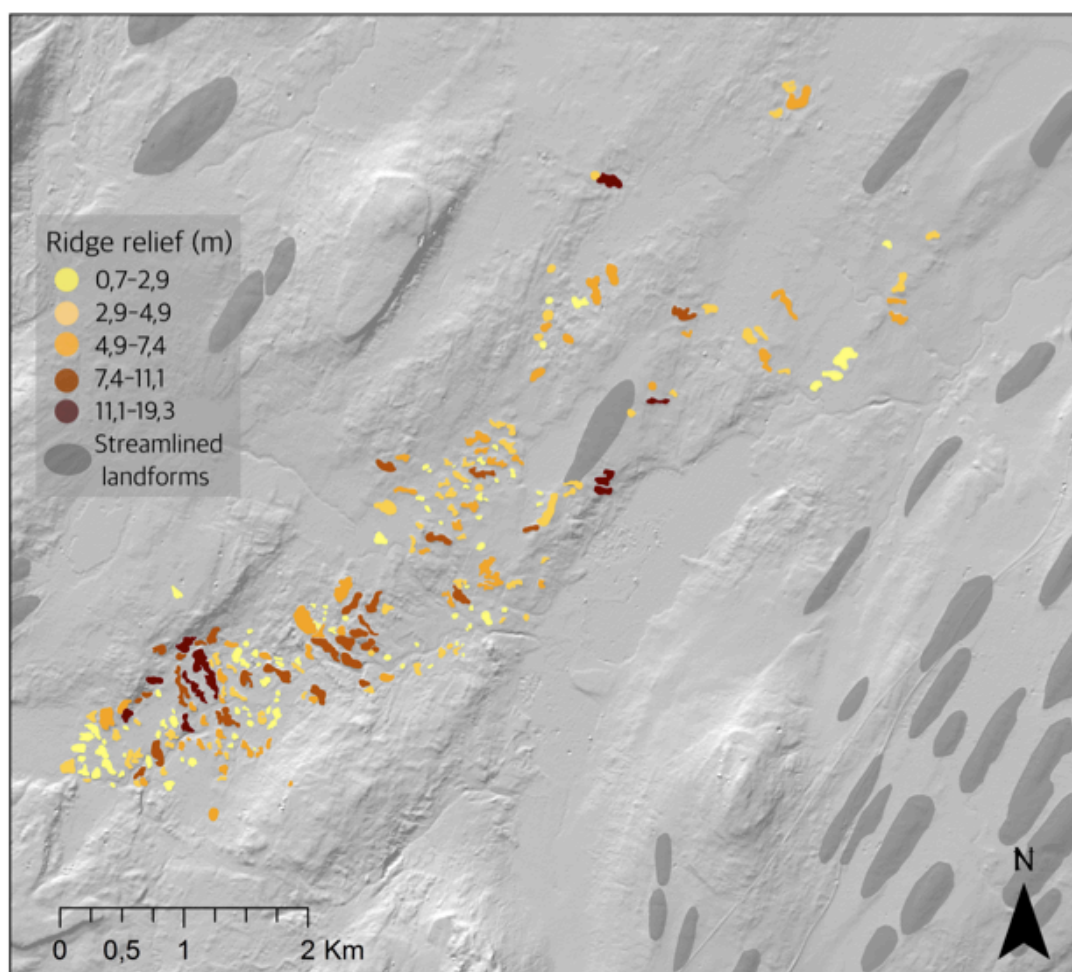 Ridge relief (m)
0,7–2,9
2,9–4,9
4,9–7,4
7,4–11,1
11,1–19,3
Streamlined
landforms
N
0 0,5 1 2 Km